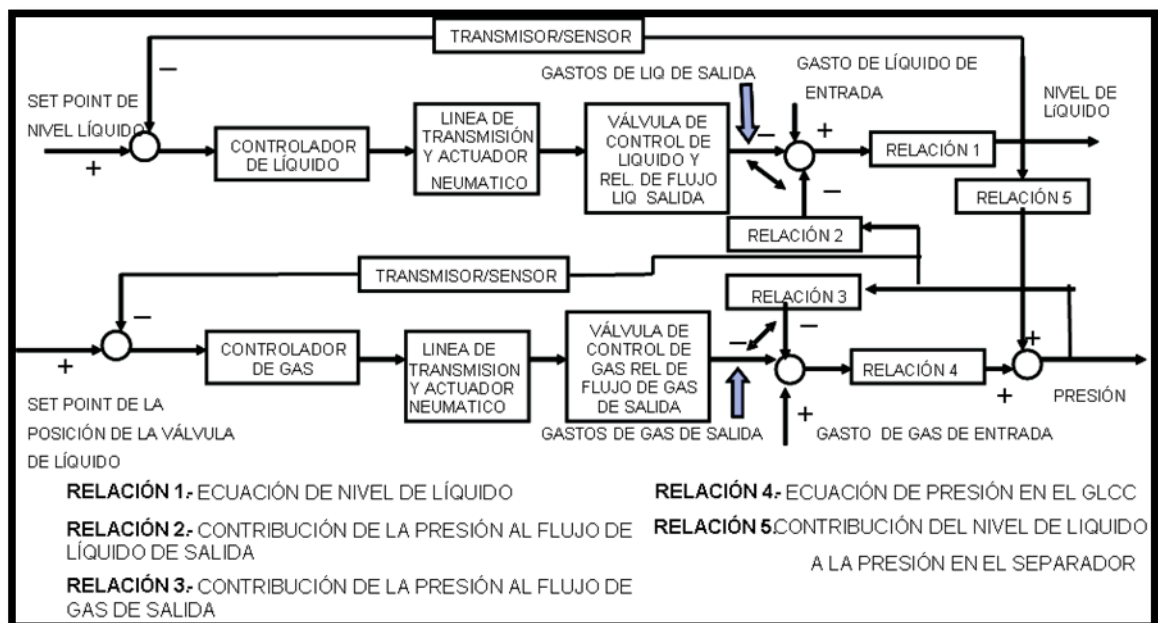 TRANSMISOR/SENSOR
–
GASTOS DE LIQ DE SALIDA
GASTO DE LÍQUIDO DE
ENTRADA
NIVEL DE
LÍQUIDO
SET POINT DE
NIVEL LÍQUIDO
+
CONTROLADOR
DE LÍQUIDO
LINEA DE
TRANSMISIÓN
Y ACTUADOR
NEUMATICO
VÁLVULA DE
CONTROL DE
LIQUIDO Y
REL. DE FLUJO
LIQ SALIDA
–
+
–
RELACIÓN 1
RELACIÓN 5
RELACIÓN 2
TRANSMISOR/SENSOR
RELACIÓN 3
–
+
CONTROLADOR
DE GAS
LINEA DE
TRANSMISION
Y ACTUADOR
NEUMATICO
VÁLVULA DE
CONTROL DE
GAS REL DE
FLUJO DE GAS
DE SALIDA
–
–
+
RELACIÓN 4
+
+
PRESIÓN
SET POINT DE LA
POSICIÓN DE LA VÁLVULA
DE LÍQUIDO
GASTOS DE GAS DE SALIDA
GASTO DE GAS DE ENTRADA
RELACIÓN 1.- ECUACIÓN DE NIVEL DE LÍQUIDO
RELACIÓN 2.- CONTRIBUCIÓN DE LA PRESIÓN AL FLUJO DE
LÍQUIDO DE SALIDA
RELACIÓN 3.- CONTRIBUCIÓN DE LA PRESIÓN AL FLUJO DE
GAS DE SALIDA
RELACIÓN 4.- ECUACIÓN DE PRESIÓN EN EL GLCC
RELACIÓN 5.CONTRIBUCIÓN DEL NIVEL DE LIQUIDO
A LA PRESIÓN EN EL SEPARADOR